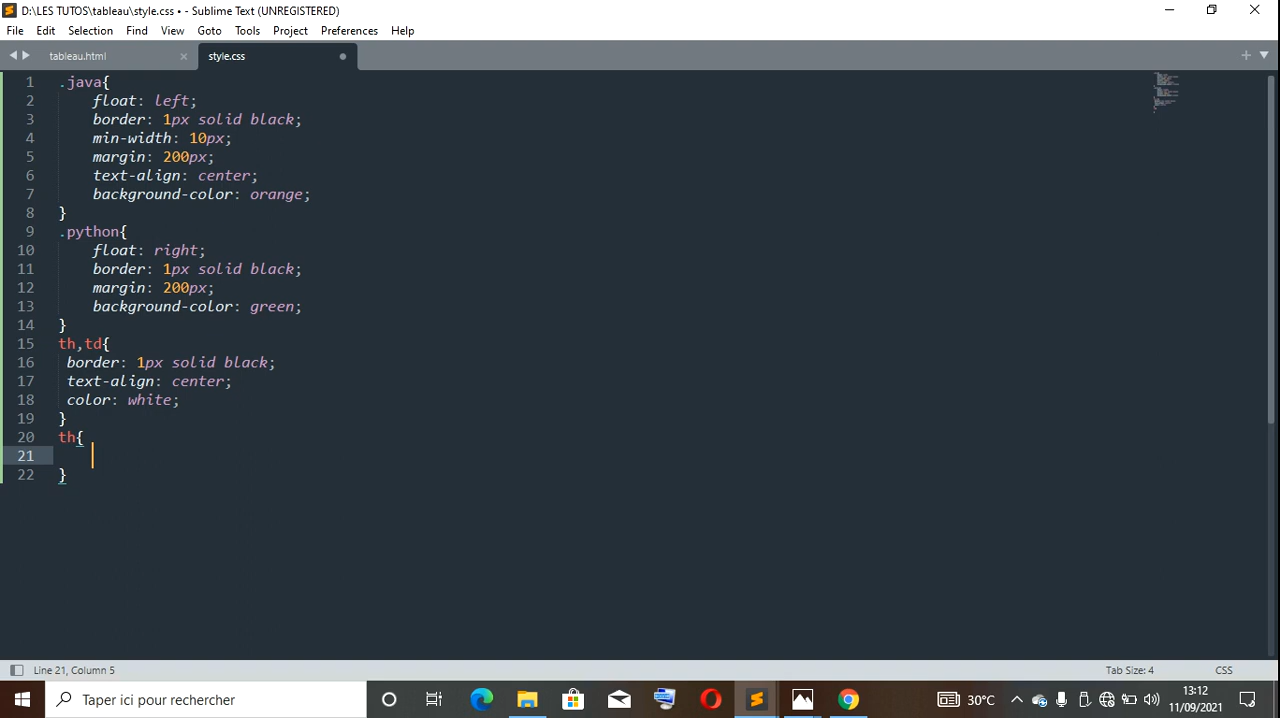 D:\LES TUTOS\tableau\style.css • - Sublime Text (UNREGISTERED)
File Edit Selection Find View Goto Tools Project Preferences Help
tableau.html style.css
1 .java{
2 float: left;
3 border: 1px solid black;
4 min-width: 10px;
5 margin: 200px;
6 text-align: center;
7 background-color: orange;
8 }
9 .python{
10 float: right;
11 border: 1px solid black;
12 margin: 200px;
13 background-color: green;
14 }
15 th,td{
16 border: 1px solid black;
17 text-align: center;
18 color: white;
19 }
20 th{
21
22 }
Line 21, Column 5 Tab Size: 4 CSS
Taper ici pour rechercher 30°C 13:12
11/09/2021